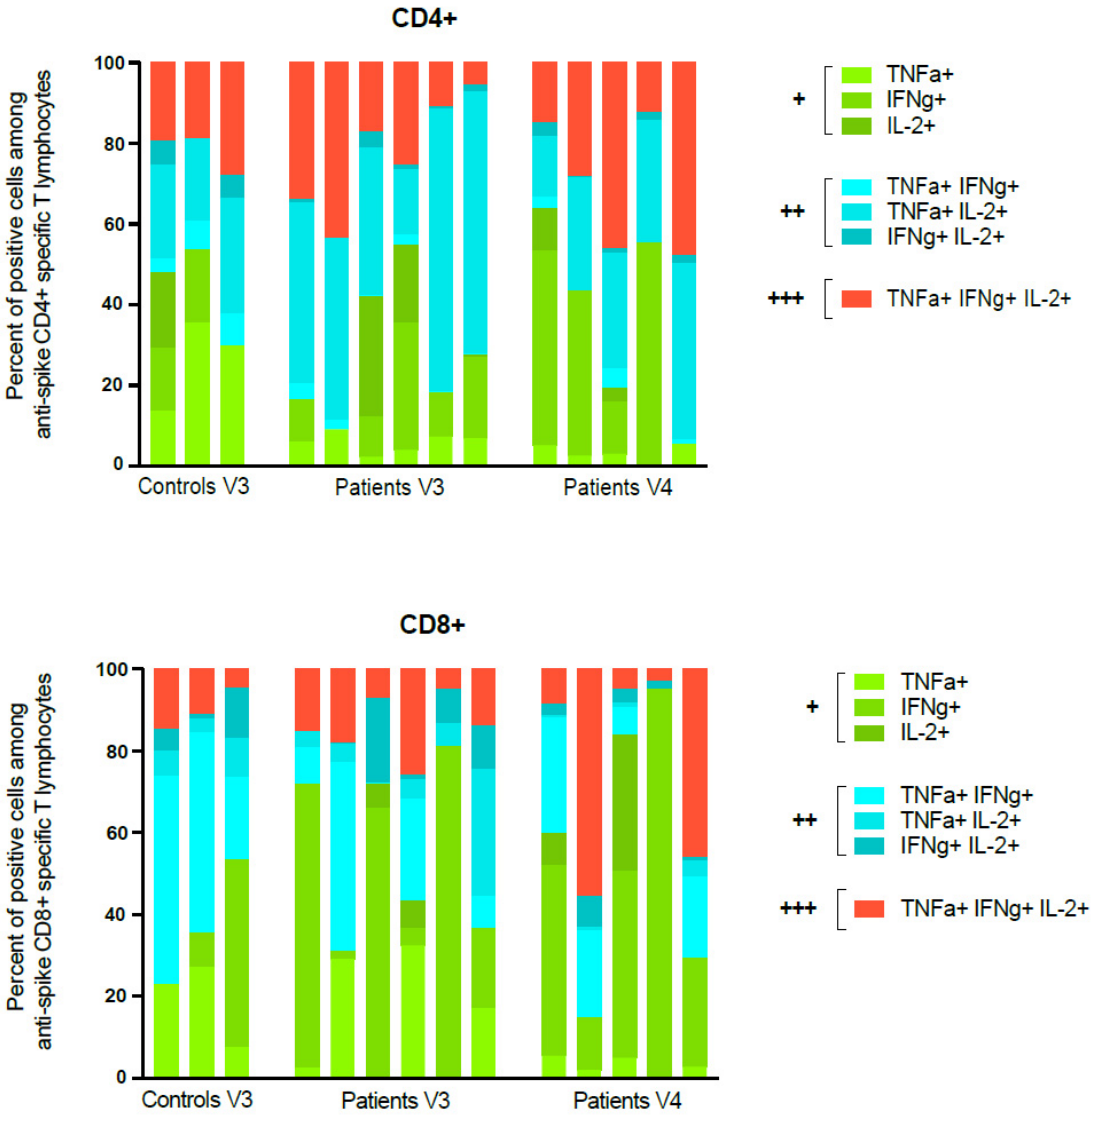 CD4+
Percent of positive cells among
anti-spike CD4+ specific T lymphocytes
100
80
60
40
20
0
Controls V3
Patients V3
Patients V4
+
TNFa+
IFNg+
IL-2+
++
TNFa+ IFNg+
TNFa+ IL-2+
IFNg+ IL-2+
+++
TNFa+ IFNg+ IL-2+
CD8+
Percent of positive cells among
anti-spike CD8+ specific T lymphocytes
100
80
60
40
20
0
Controls V3
Patients V3
Patients V4
+
TNFa+
IFNg+
IL-2+
++
TNFa+ IFNg+
TNFa+ IL-2+
IFNg+ IL-2+
+++
TNFa+ IFNg+ IL-2+